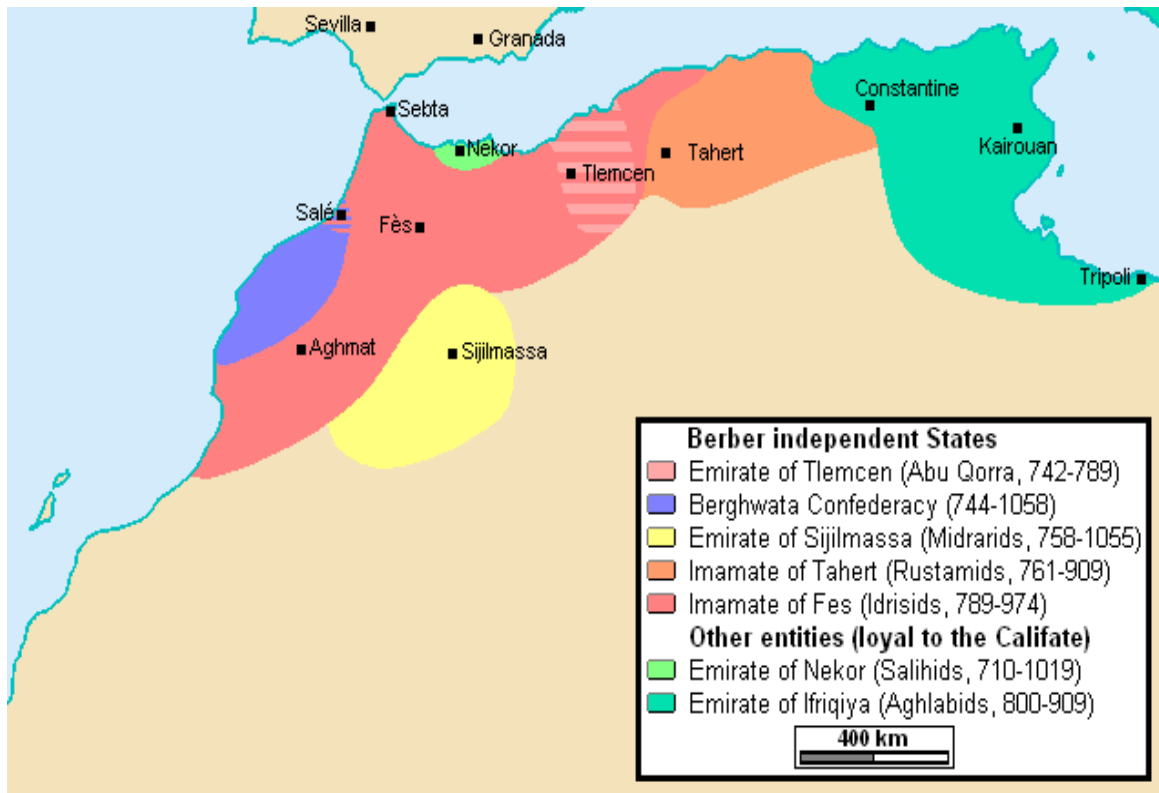 Sevilla
Granada
Sebta
Constantine
Nekor
Kairouan
Tahert
Tlemcen
Salé
Fès
Tripoli
Aghmat
Sijilmassa
Berber independent States
Emirate of Tlemcen (Abu Qorra, 742-789)
Berghwata Confederacy (744-1058)
Emirate of Sijilmassa (Midrarids, 758-1055)
Imamate of Tahert (Rustamids, 761-909)
Imamate of Fes (Idrisids, 789-974)
Other entities (loyal to the Califate)
Emirate of Nekor (Salihids, 710-1019)
Emirate of Ifriqiya (Aghlabids, 800-909)
400 km